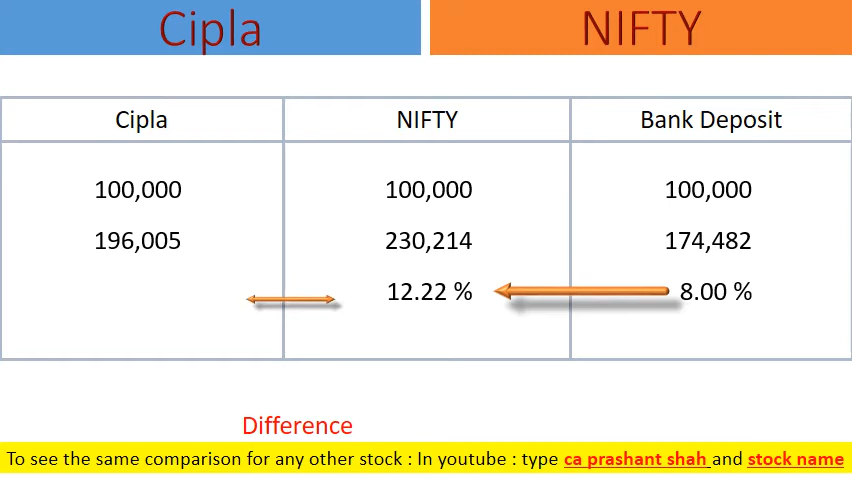 Cipla NIFTY
Cipla NIFTY Bank Deposit
100,000 100,000 100,000
196,005 230,214 174,482
12.22 % 8.00 %
Difference
To see the same comparison for any other stock : In youtube : type ca prashant shah and stock name